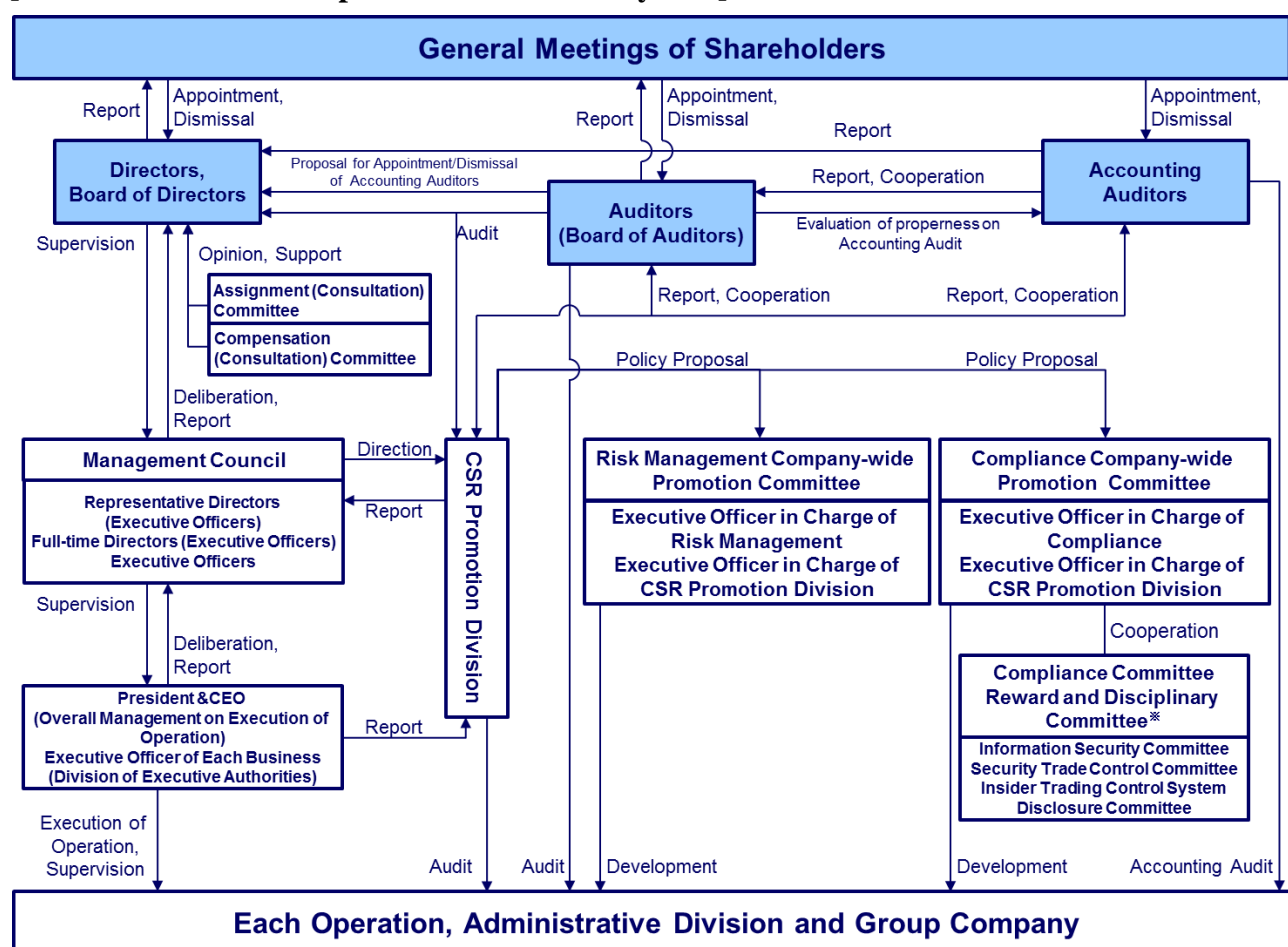 General Meetings of Shareholders
Report
Appointment,
Dismissal
Report
Appointment,
Dismissal
Appointment,
Dismissal
Report
Directors,
Board of Directors
Proposal for Appointment/Dismissal
of Accounting Auditors
Auditors
(Board of Auditors)
Report, Cooperation
Accounting
Auditors
Evaluation of properness on
Accounting Audit
Supervision
Audit
Opinion, Support
Assignment (Consultation)
Committee
Compensation
(Consultation) Committee
Report, Cooperation
Report, Cooperation
Policy Proposal
Policy Proposal
Deliberation,
Report
Management Council
Representative Directors
(Executive Officers)
Full-time Directors (Executive Officers)
Executive Officers
Direction
Report
CSR Promotion Division
Risk Management Company-wide
Promotion Committee
Executive Officer in Charge of
Risk Management
Executive Officer in Charge of
CSR Promotion Division
Compliance Company-wide
Promotion Committee
Executive Officer in Charge of
Compliance
Executive Officer in Charge of
CSR Promotion Division
Supervision
Deliberation,
Report
Cooperation
President &CEO
(Overall Management on Execution of
Operation)
Executive Officer of Each Business
(Division of Executive Authorities)
Report
Compliance Committee
Reward and Disciplinary
Committee※
Information Security Committee
Security Trade Control Committee
Insider Trading Control System
Disclosure Committee
Execution of
Operation,
Supervision
Audit
Audit
Development
Development
Accounting Audit
Each Operation, Administrative Division and Group Company